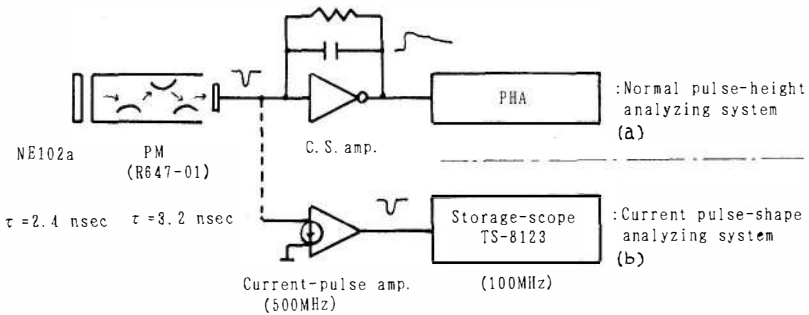 PHA
:Normal pulse-height
analyzing system
(a)
NE102a
PM
(R647-01)
C.S.amp.
τ=2.4 nsec
τ=3.2 nsec
Storage-scope
TS-8123
:Current pulse-shape
analyzing system
(b)
Current-pulse amp.
(500MHz)
(100MHz)